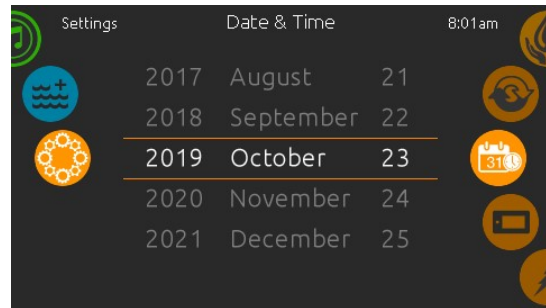 Settings Date & Time 8:01am
2017 August 21
2018 September 22
2019 October 23
31
2020 November 24
2021 December 25